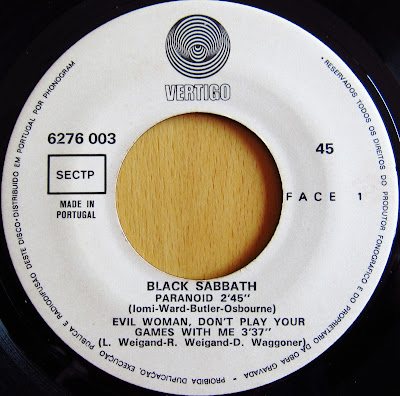 VERTIGO
6276 003
45
SECTP
FACE 1
MADE IN
PORTUGAL
BLACK SABBATH
PARANOID 2'45"
(Iomi-Ward-Butler-Osbourne)
EVIL WOMAN, DON'T PLAY YOUR
GAMES WITH ME 3'37"
(L. Weigand-R. Weigand-D. Waggoner)
• RESERVADOS TODOS OS DIREITOS DO PRODUTOR FONOGRÁFICO E DO PROPRIETÁRIO DA OBRA GRAVADA • PROIBIDA DUPLICAÇÃO, EXECUÇÃO PÚBLICA E RADIODIFUSÃO DESTE DISCO • DISTRIBUIDO EM PORTUGAL POR PHONOGRAM